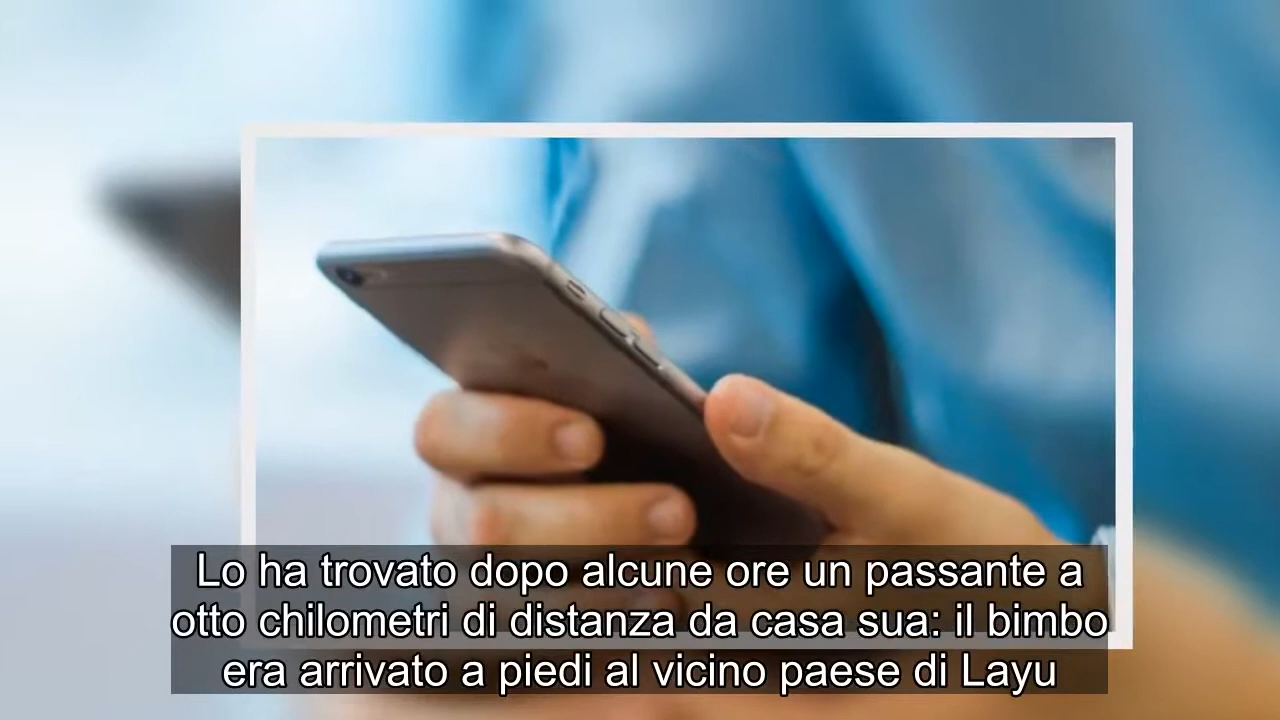 Lo ha trovato dopo alcune ore un passante a
otto chilometri di distanza da casa sua: il bimbo
era arrivato a piedi al vicino paese di Layu